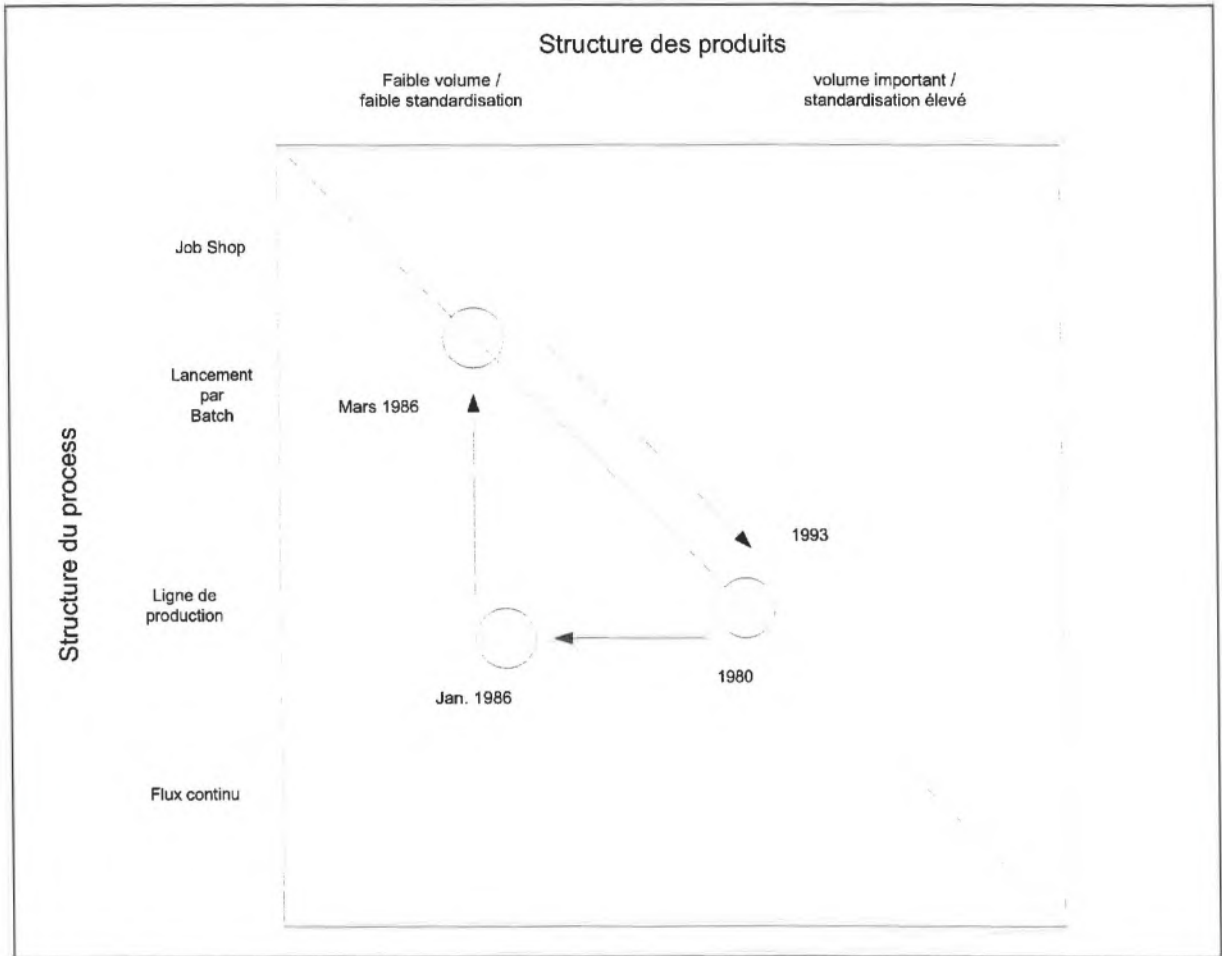 Structure des produits
Faible volume /
faible standardisation
volume important /
standardisation élevé
Job Shop
Lancement
par
Batch
Mars 1986
Structure du process
1993
Ligne de
production
1980
Jan. 1986
Flux continu